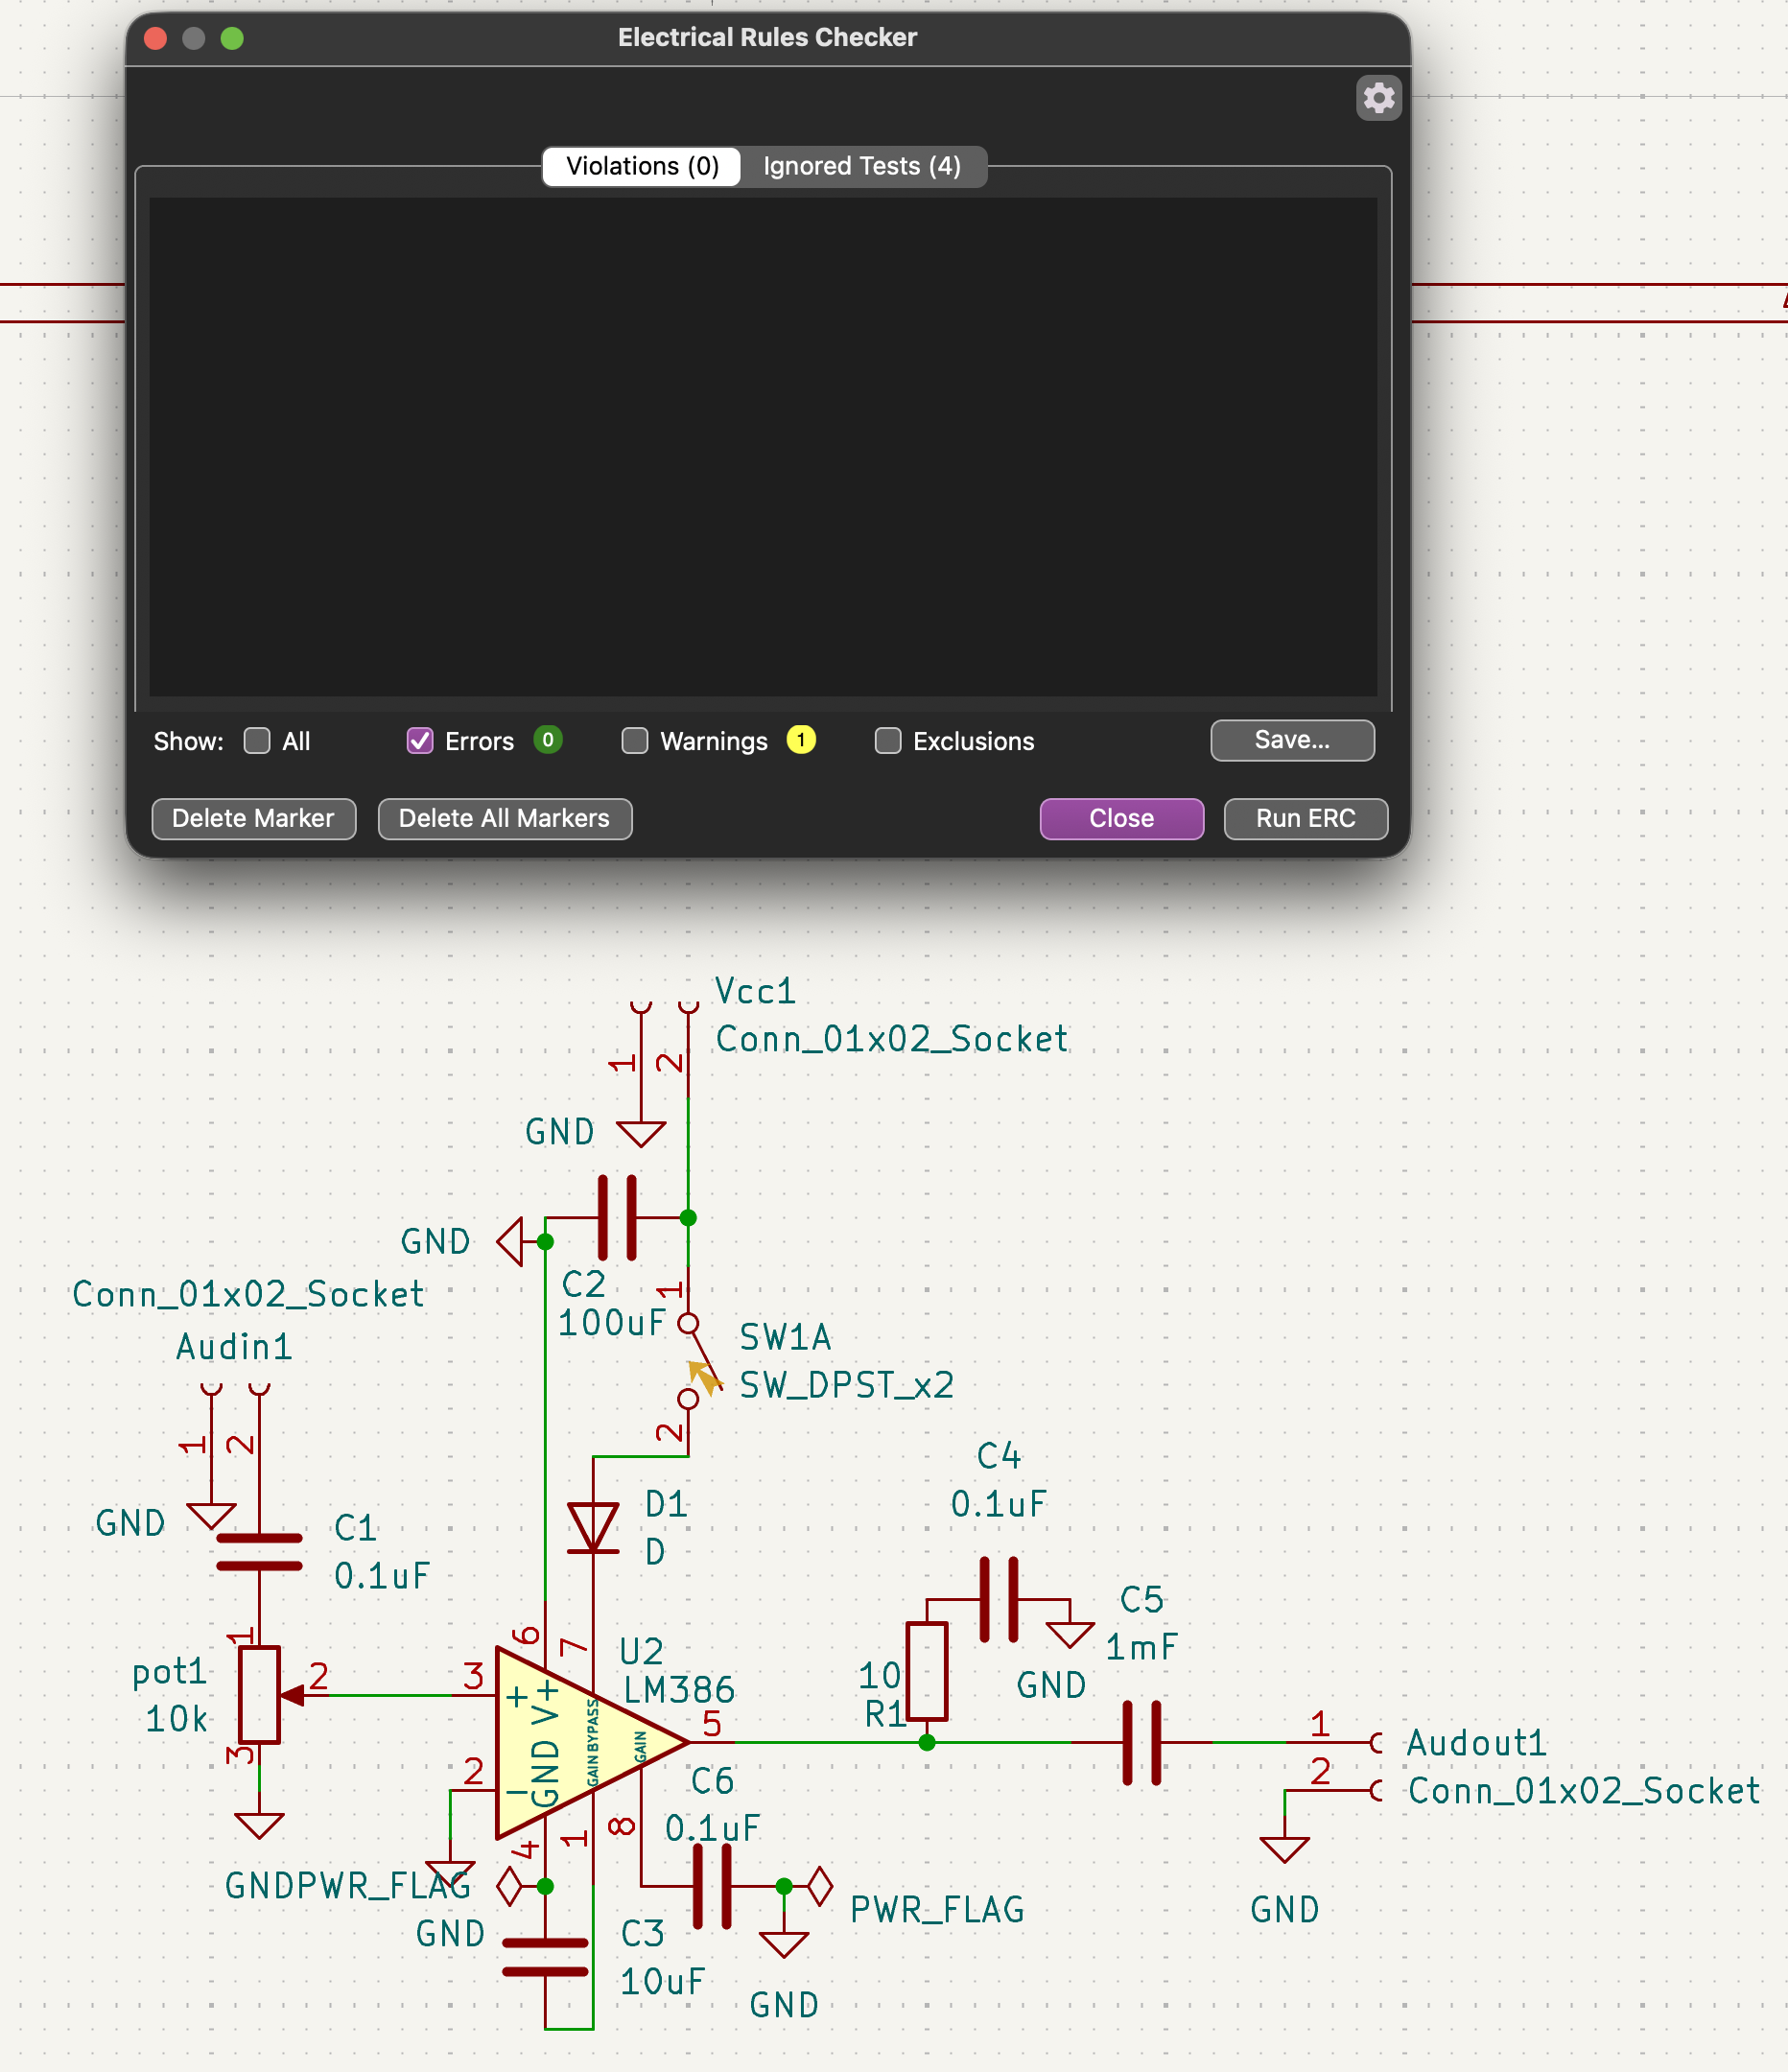 Electrical Rules Checker
Violations (0)
Ignored Tests (4)
Show:
All
Errors
0
Warnings
1
Exclusions
Save...
Delete Marker
Delete All Markers
Close
Run ERC
Vcc1
Conn_01x02_Socket
1
2
GND
GND
C2
100uF
1
SW1A
SW_DPST_x2
2
Conn_01x02_Socket
Audin1
1
2
GND
C1
0.1uF
D1
D
C4
0.1uF
GND
C5
1mF
1
pot1
10k
2
3
3
2
6
7
U2
LM386
+
-
V+
GND
GAIN
BYPASS
GAIN
5
4
1
8
10
R1
1
2
Audout1
Conn_01x02_Socket
GND
C6
0.1uF
GNDPWR_FLAG
GND
C3
10uF
PWR_FLAG
GND